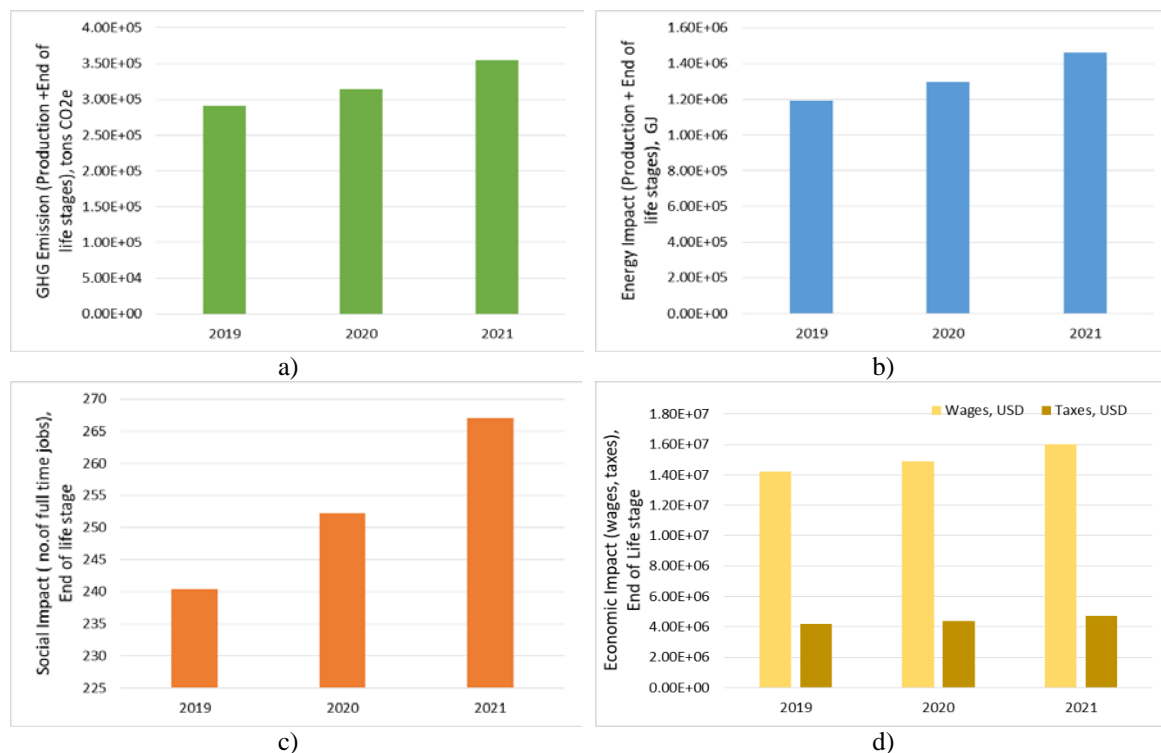 GHG Emission (Production +End of
life stages), tons CO2e
4.00E+05
3.50E+05
3.00E+05
2.50E+05
2.00E+05
1.50E+05
1.00E+05
5.00E+04
0.00E+00
2019
2020
2021
a)
Energy Impact (Production + End of
life stages), GJ
1.60E+06
1.40E+06
1.20E+06
1.00E+06
8.00E+05
6.00E+05
4.00E+05
2.00E+05
0.00E+00
2019
2020
2021
b)
Social Impact ( no.of full time jobs),
End of life stage
270
265
260
255
250
245
240
235
230
225
2019
2020
2021
c)
Economic Impact (wages, taxes),
End of Life stage
Wages, USD
Taxes, USD
1.80E+07
1.60E+07
1.40E+07
1.20E+07
1.00E+07
8.00E+06
6.00E+06
4.00E+06
2.00E+06
0.00E+00
2019
2020
2021
d)